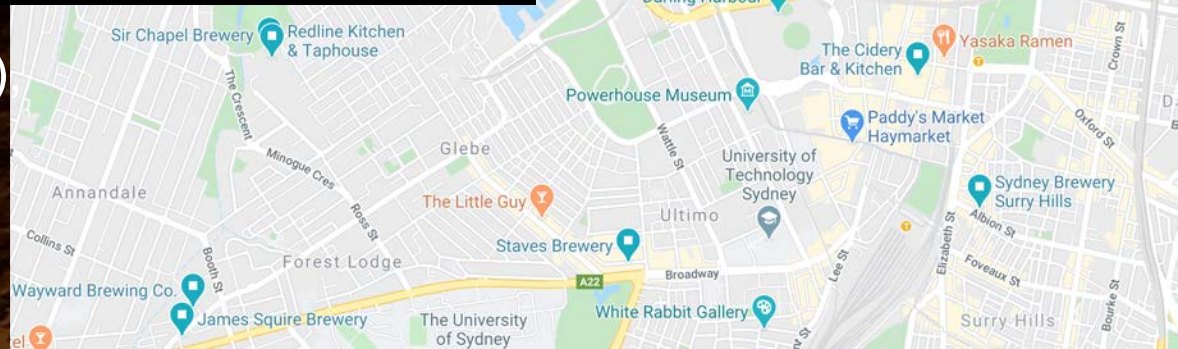 Darling Harbour
Sir Chapel Brewery
Redline Kitchen
& Taphouse
The Cidery
Bar & Kitchen
Yasaka Ramen
Crown St
The Crescent
Powerhouse Museum
Paddy's Market
Haymarket
Oxford St
Minogue Cres
Glebe
Wattle St
University of
Technology
Sydney
Annandale
The Little Guy
Ross St
Ultimo
Sydney Brewery
Surry Hills
Albion St
Collins St
Booth St
Forest Lodge
Staves Brewery
Broadway
Lee St
Elizabeth St
Foveaux St
A22
Wayward Brewing Co.
James Squire Brewery
The University
of Sydney
White Rabbit Gallery
Surry Hills
Bourke St